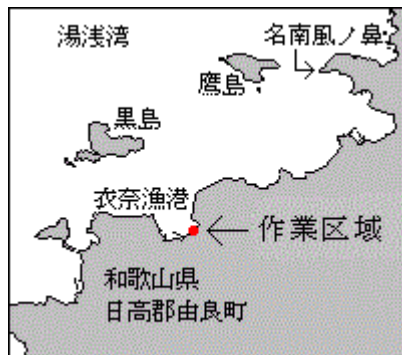 湯浅湾
名南風ノ鼻
鷹島
黒島
衣奈漁港
作業区域
和歌山県
日高郡由良町